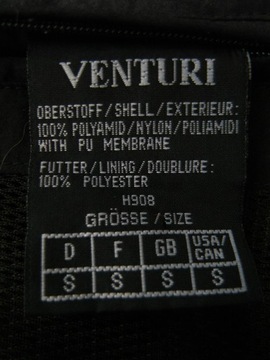 VENTURI
OBERSTOFF/SHELL/EXTERIEUR:
100% POLYAMID/NYLON/POLIAMIDI
WITH PU MEMBRANE
FUTTER/LINING/DOUBLURE:
100% POLYESTER
H908
GRÖSSE/SIZE
D F GB USA/CAN
S S S S